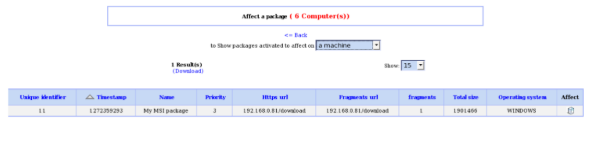 Affect a package ( 6 Computer(s))
<= Back
to Show packages activated to affect on a machine
1 Result(s)
(Download)
Show: 15
Unique identifier Timestamp Name Priority Https url Fragments url fragments Total size Operating system Affect
11 1272359293 My MSI package 3 192.168.0.81/download 192.168.0.81/download 1 1901466 WINDOWS